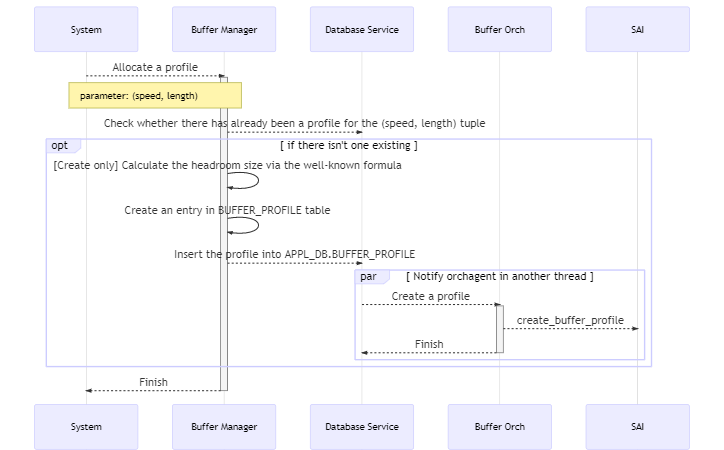 System
Buffer Manager
Database Service
Buffer Orch
SAI
Allocate a profile
parameter: (speed, length)
Check whether there has already been a profile for the (speed, length) tuple
opt
[ if there isn't one existing ]
[Create only] Calculate the headroom size via the well-known formula
Create an entry in BUFFER_PROFILE table
Insert the profile into APPL_DB.BUFFER_PROFILE
par
[ Notify orchagent in another thread ]
Create a profile
create_buffer_profile
Finish
Finish
System
Buffer Manager
Database Service
Buffer Orch
SAI